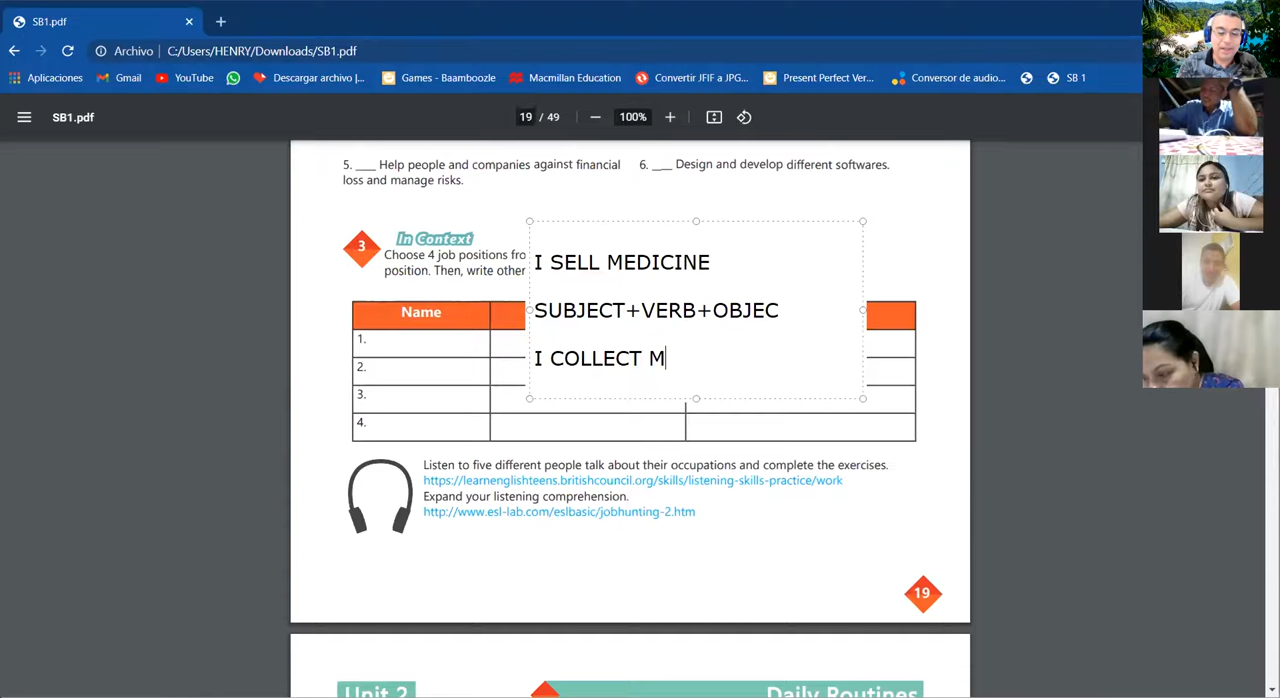 SB1.pdf
Archivo | C:/Users/HENRY/Downloads/SB1.pdf
Aplicaciones Gmail YouTube Descargar archivo |... Games - Baamboozle Macmillan Education Convertir JFIF a JPG... Present Perfect Ver... Conversor de audio... SB 1
SB1.pdf 19 / 49 100%
5. ___ Help people and companies against financial
loss and manage risks.
6. ___ Design and develop different softwares.
3 In Context
Choose 4 job positions fro
position. Then, write other
I SELL MEDICINE
SUBJECT+VERB+OBJEC
I COLLECT M
Name
1.
2.
3.
4.
Listen to five different people talk about their occupations and complete the exercises.
https://learnenglishteens.britishcouncil.org/skills/listening-skills-practice/work
Expand your listening comprehension.
http://www.esl-lab.com/eslbasic/jobhunting-2.htm
19
Unit 2 Daily Routines